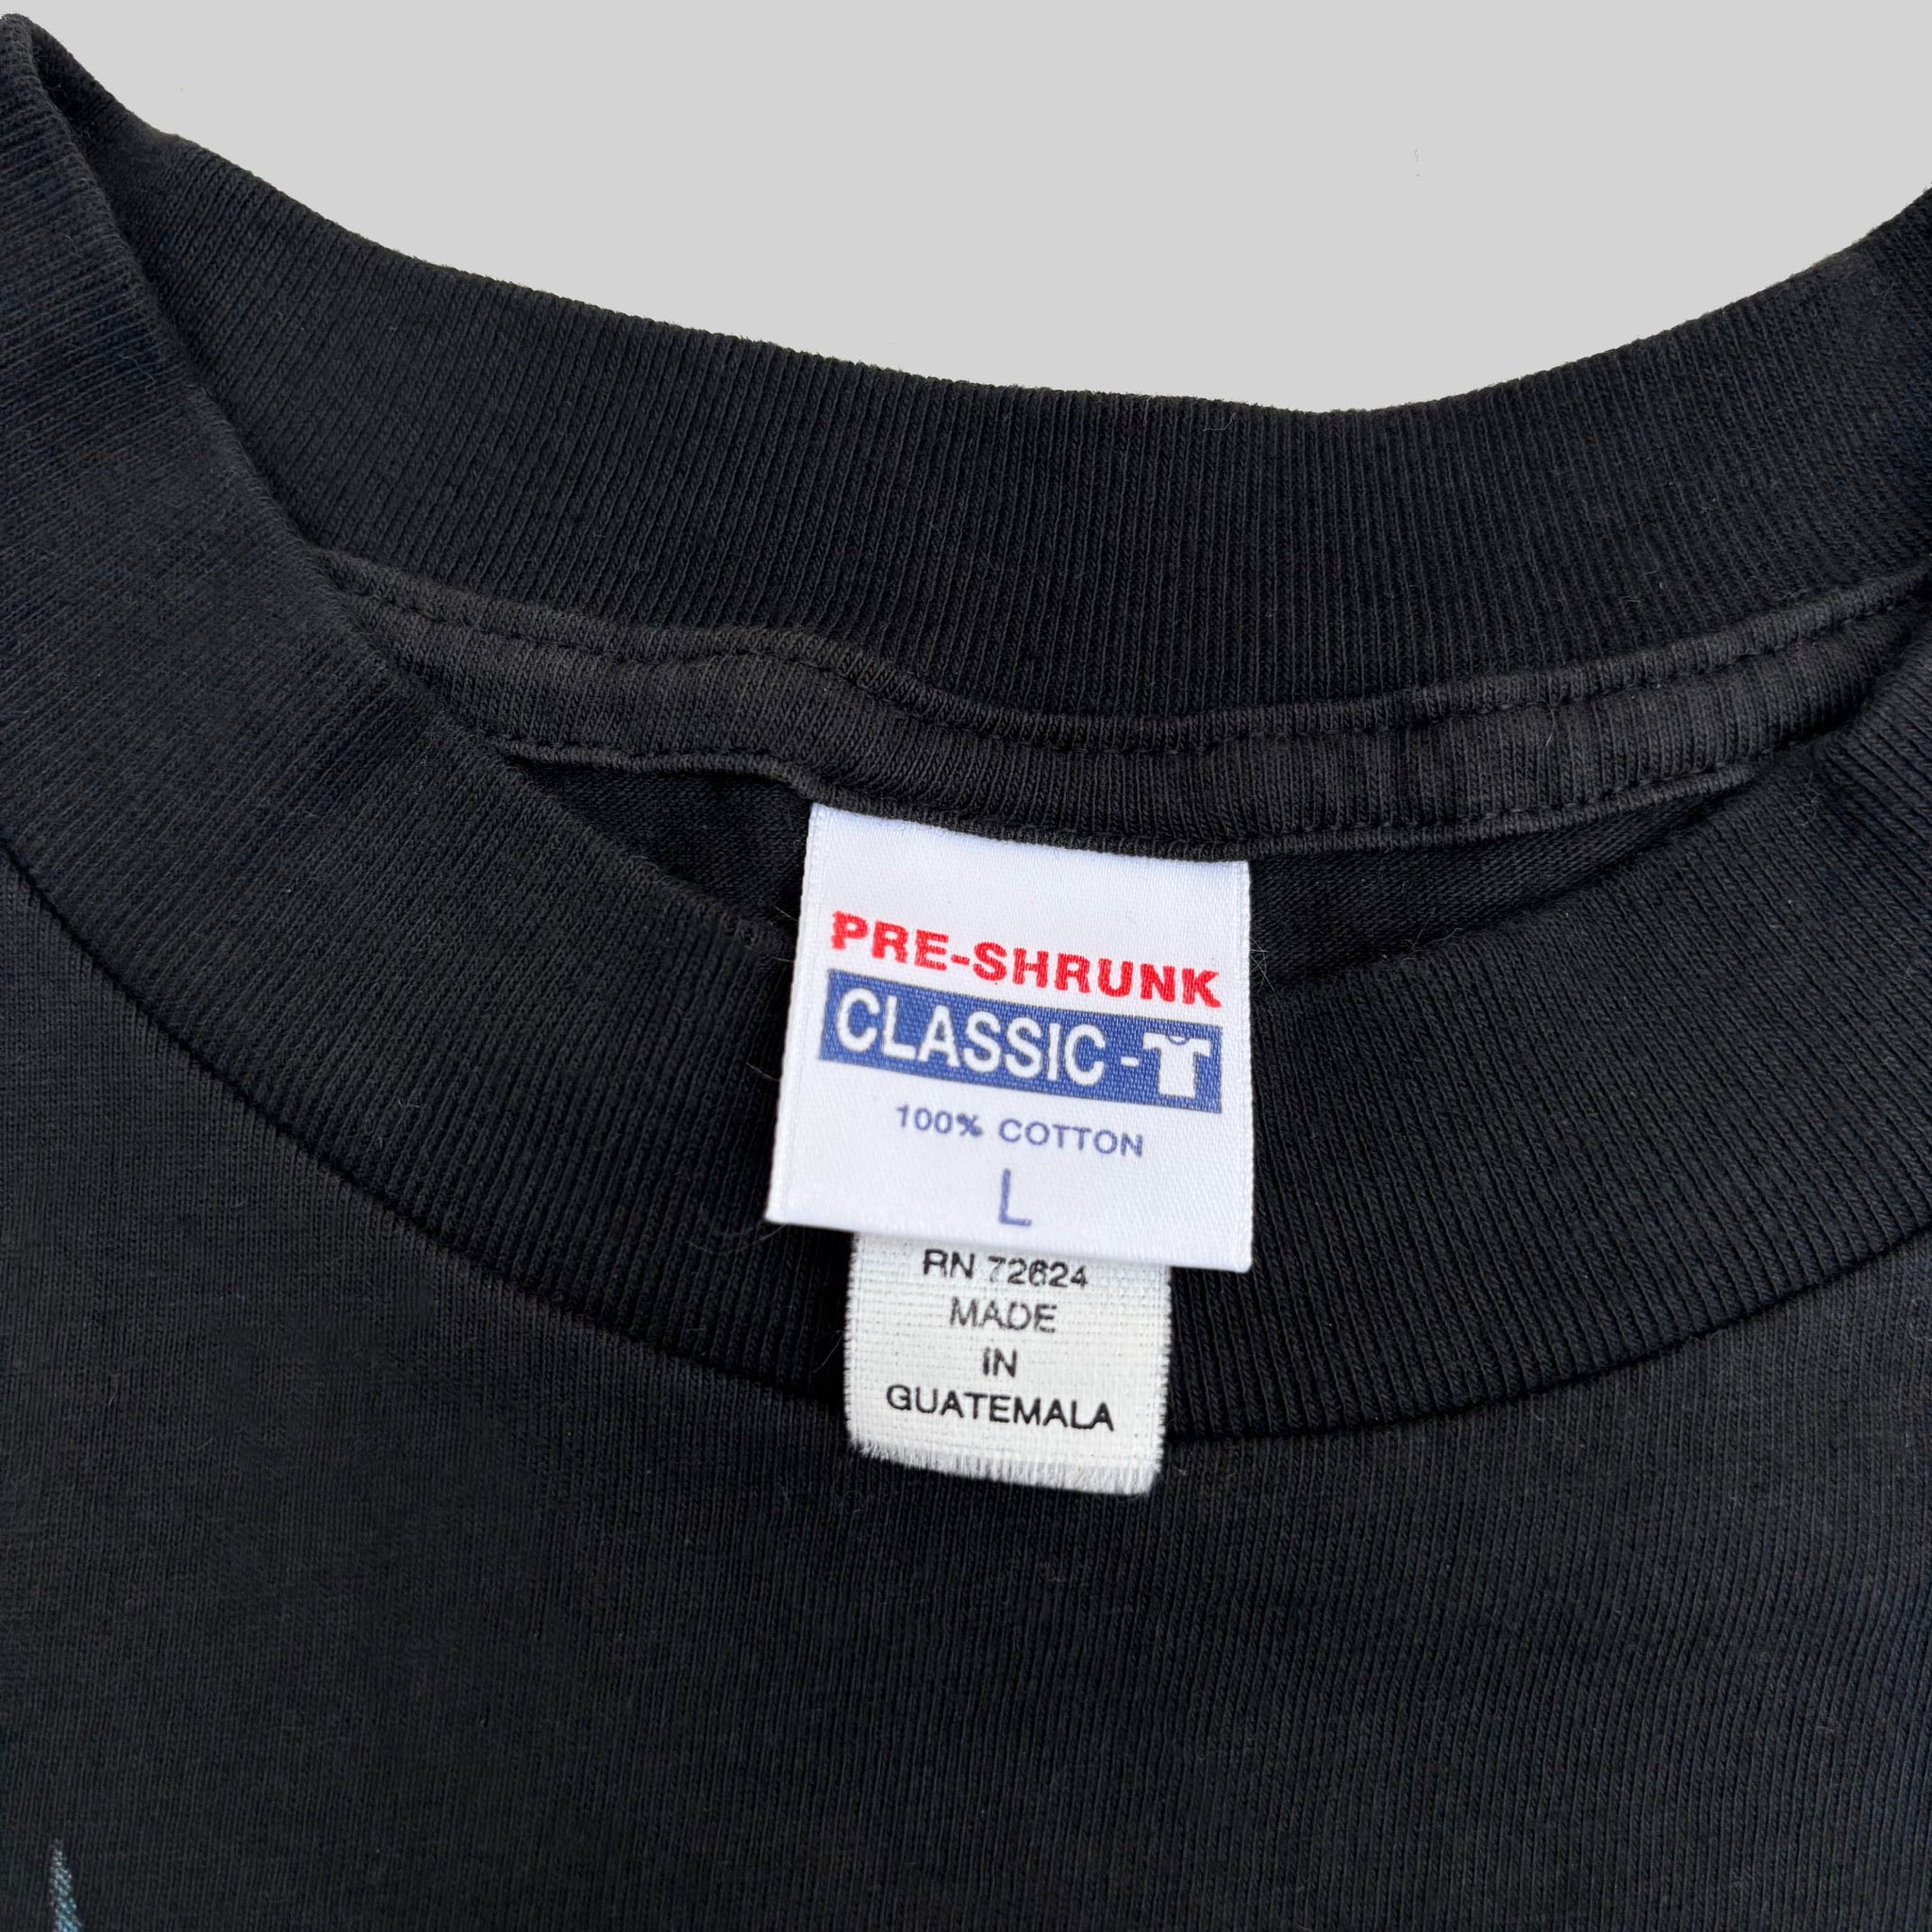 PRE-SHRUNK
CLASSIC-T
100% COTTON
L
RN 72624
MADE
IN
GUATEMALA